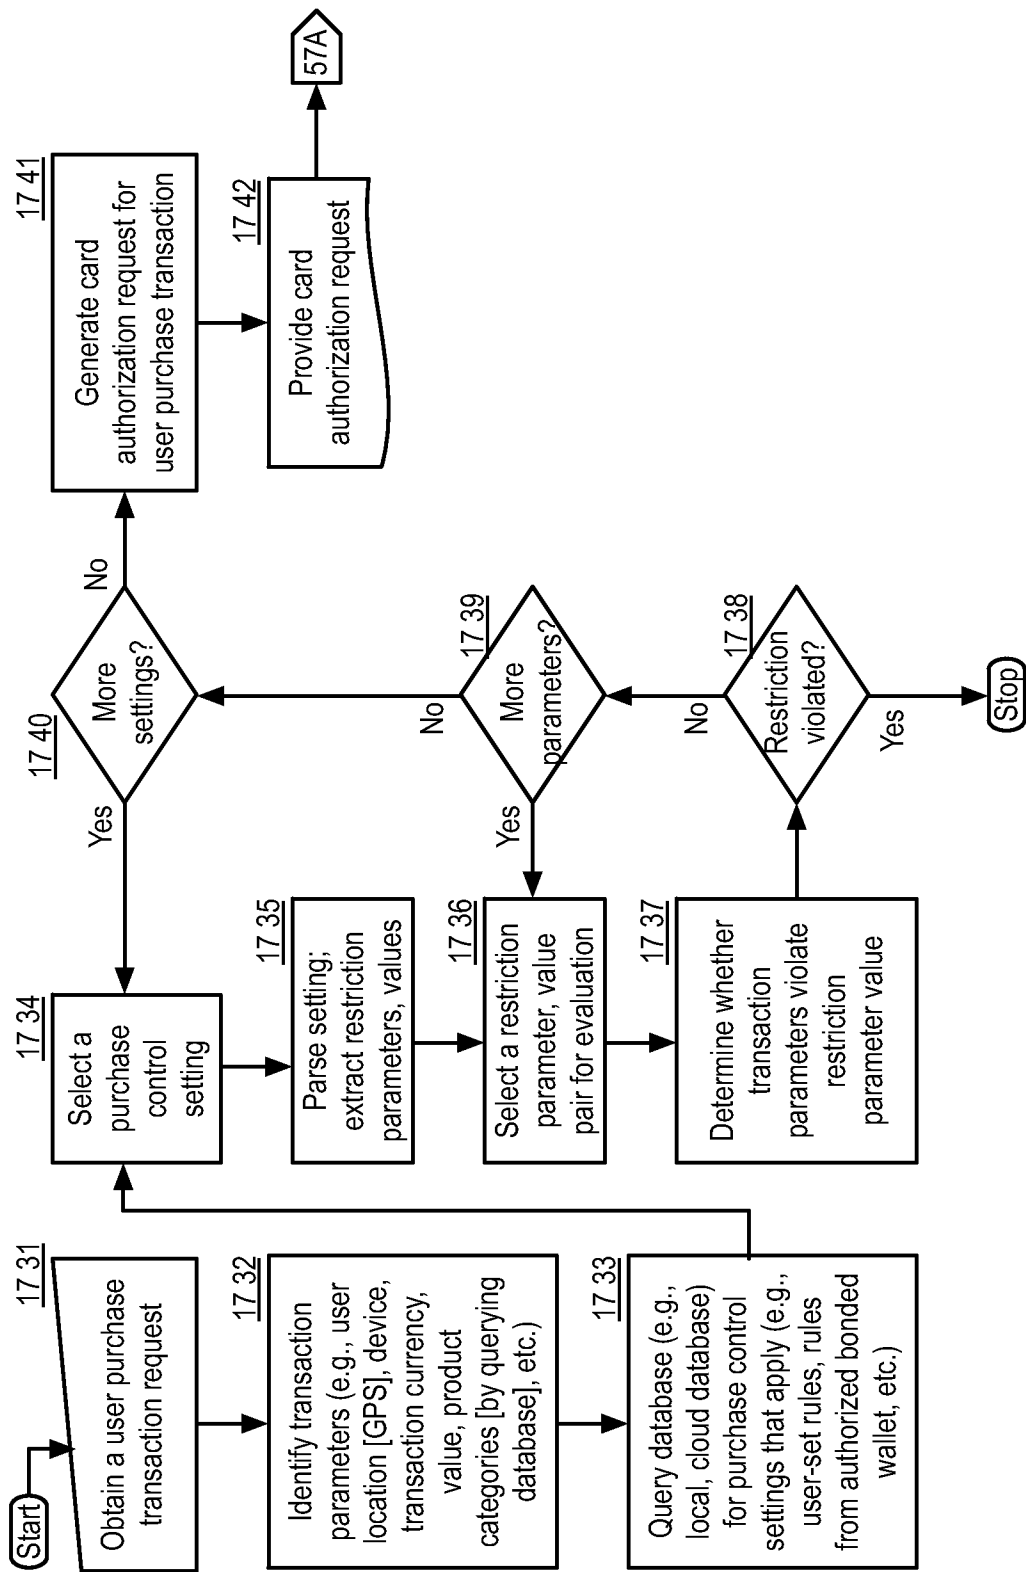 Start
17 31
Obtain a user purchase
transaction request
17 32
Identify transaction
parameters (e.g., user
location [GPS], device,
transaction currency,
value, product
categories [by querying
database], etc.)
17 33
Query database (e.g.,
local, cloud database)
for purchase control
settings that apply (e.g.,
user-set rules, rules
from authorized bonded
wallet, etc.)
17 34
Select a
purchase
control
setting
17 35
Parse setting;
extract restriction
parameters, values
17 36
Select a restriction
parameter, value
pair for evaluation
17 37
Determine whether
transaction
parameters violate
restriction
parameter value
17 40
More
settings?
Yes
No
17 39
More
parameters?
Yes
No
17 38
Restriction
violated?
No
Yes
Stop
17 41
Generate card
authorization request for
user purchase transaction
17 42
Provide card
authorization request
57A